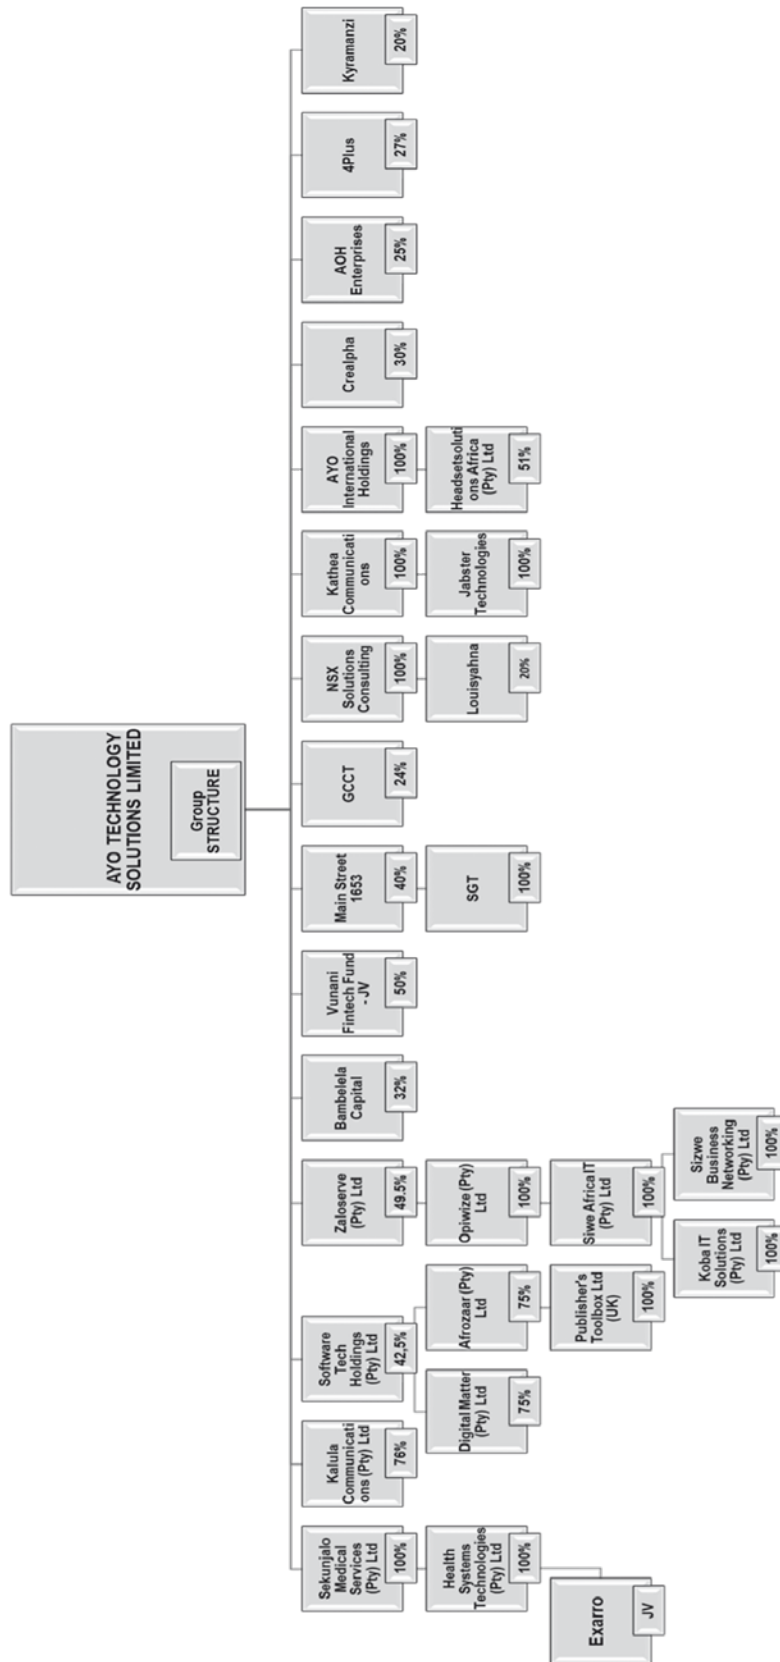 AYO TECHNOLOGY
SOLUTIONS LIMITED
Group
STRUCTURE
Sekunjalo
Medical
Services
(Pty) Ltd
100%
Health
Systems
Technologies
(Pty) Ltd
100%
Exarro
JV
Kalula
Communicati
ons (Pty) Ltd
76%
Software
Tech
Holdings
(Pty) Ltd
42,5%
Digital Matter
(Pty) Ltd
75%
Afrozaar (Pty)
Ltd
75%
Publisher's
Toolbox Ltd
(UK)
100%
Zaloserve
(Pty) Ltd
49.5%
Opiwize (Pty)
Ltd
100%
Siwe Africa IT
(Pty) Ltd
100%
Koba IT
Solutions
(Pty) Ltd
100%
Sizwe
Business
Networking
(Pty) Ltd
100%
Bambelela
Capital
32%
Vunani
Fintech Fund
- JV
50%
Main Street
1653
40%
SGT
100%
GCCT
24%
NSX
Solutions
Consulting
100%
Louisyahna
20%
Kathea
Communicati
ons
100%
Jabster
Technologies
100%
AYO
International
Holdings
100%
Headsetsoluti
ons Africa
(Pty) Ltd
51%
Crealpha
30%
AOH
Enterprises
25%
4Plus
27%
Kyramanzi
20%